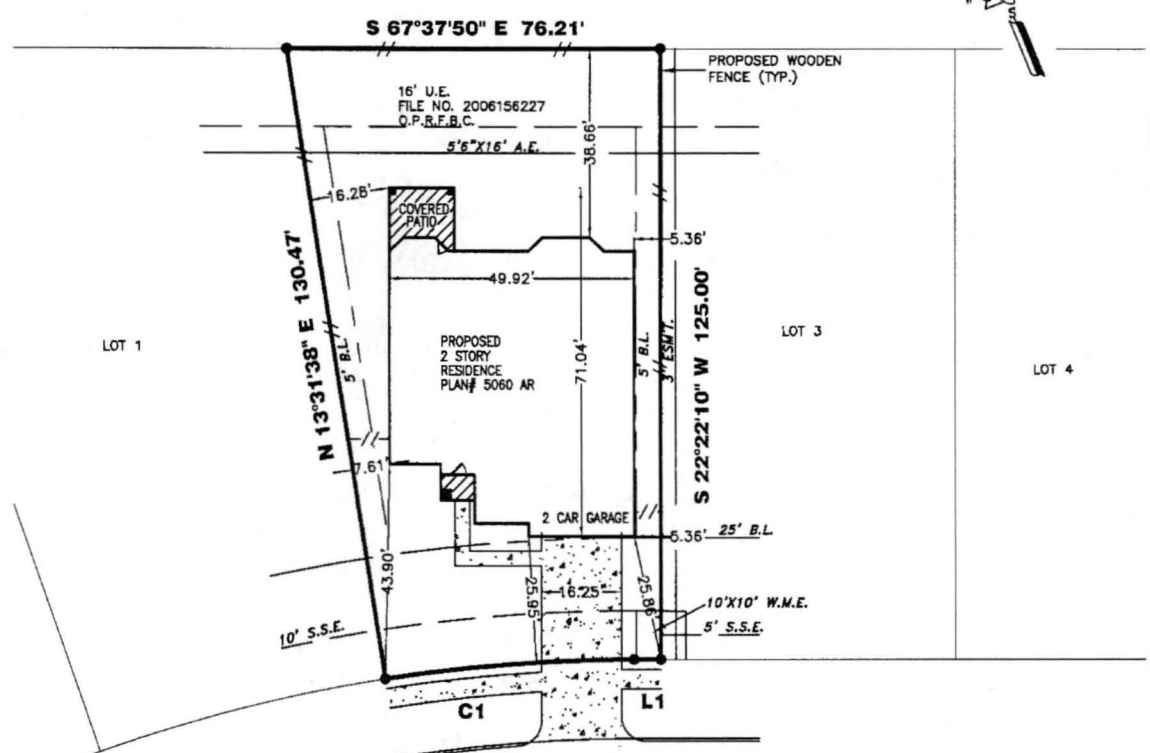 S 67°37'50" E 76.21'
S
PROPOSED WOODEN
FENCE (TYP.)
16' U.E.
FILE NO. 2006156227
O.P.R.F.B.C.
5'6"X16' A.E.
38.66'
16.28'
COVERED
PATIO
5.36'
49.92'
N 13°31'38" E 130.47'
5' B.L.
S 22°22'10" W 125.00'
5' B.L.
3' ESM'T.
LOT 1
PROPOSED
2 STORY
RESIDENCE
PLAN# 5060 AR
71.04'
LOT 3
LOT 4
7.61'
2 CAR GARAGE
5.36'
25' B.L.
43.90'
25.95'
16.25'
25.86'
10'X10' W.M.E.
5' S.S.E.
10' S.S.E.
C1
L1